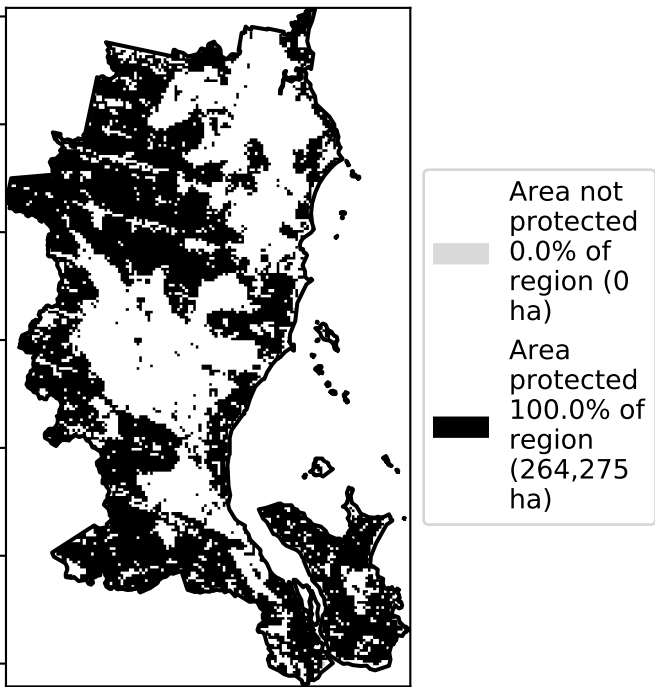 Area not
protected
0.0% of
region (0
ha)
Area
protected
100.0% of
region
(264,275
ha)